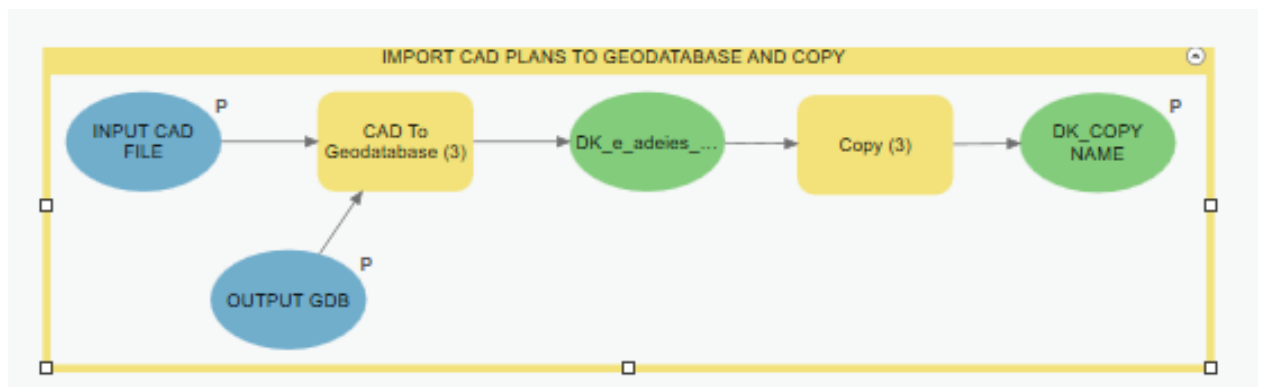 IMPORT CAD PLANS TO GEODATABASE AND COPY
INPUT CAD
FILE
P
CAD To
Geodatabase (3)
DK_e_adeies_...
Copy (3)
DK_COPY
NAME
P
OUTPUT GDB
P